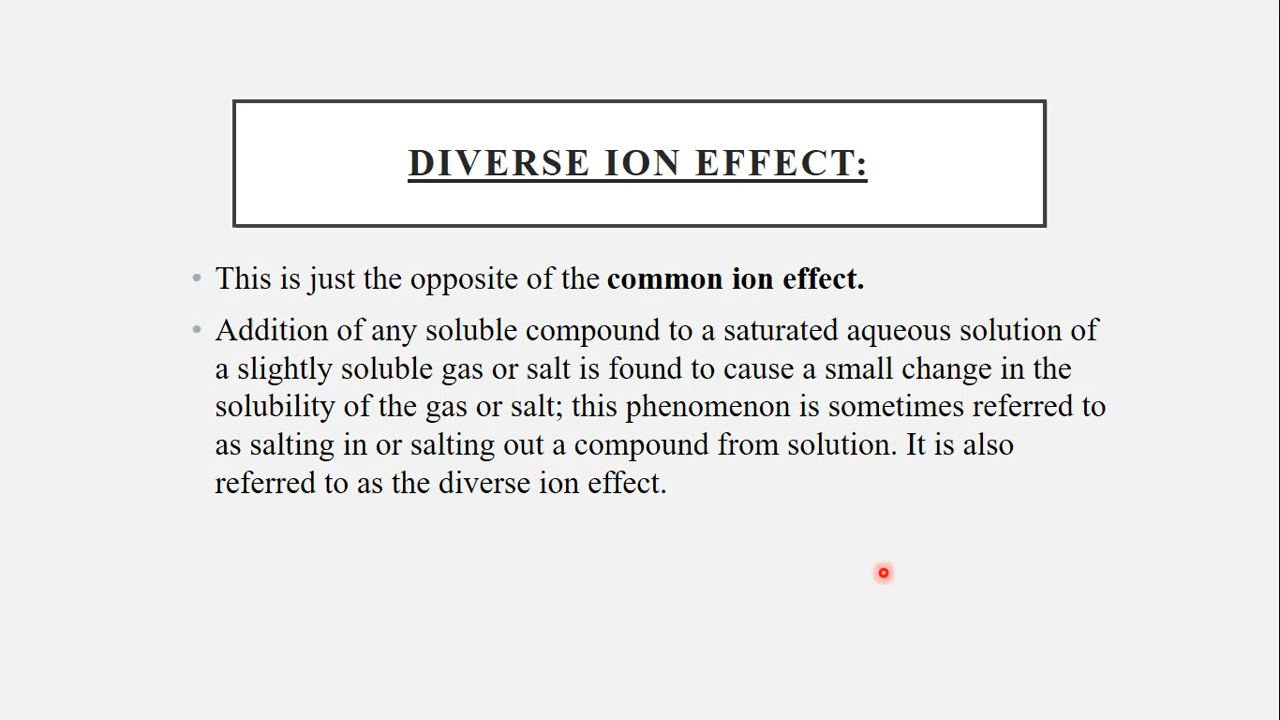 DIVERSE ION EFFECT:
• This is just the opposite of the common ion effect.
• Addition of any soluble compound to a saturated aqueous solution of
a slightly soluble gas or salt is found to cause a small change in the
solubility of the gas or salt; this phenomenon is sometimes referred to
as salting in or salting out a compound from solution. It is also
referred to as the diverse ion effect.